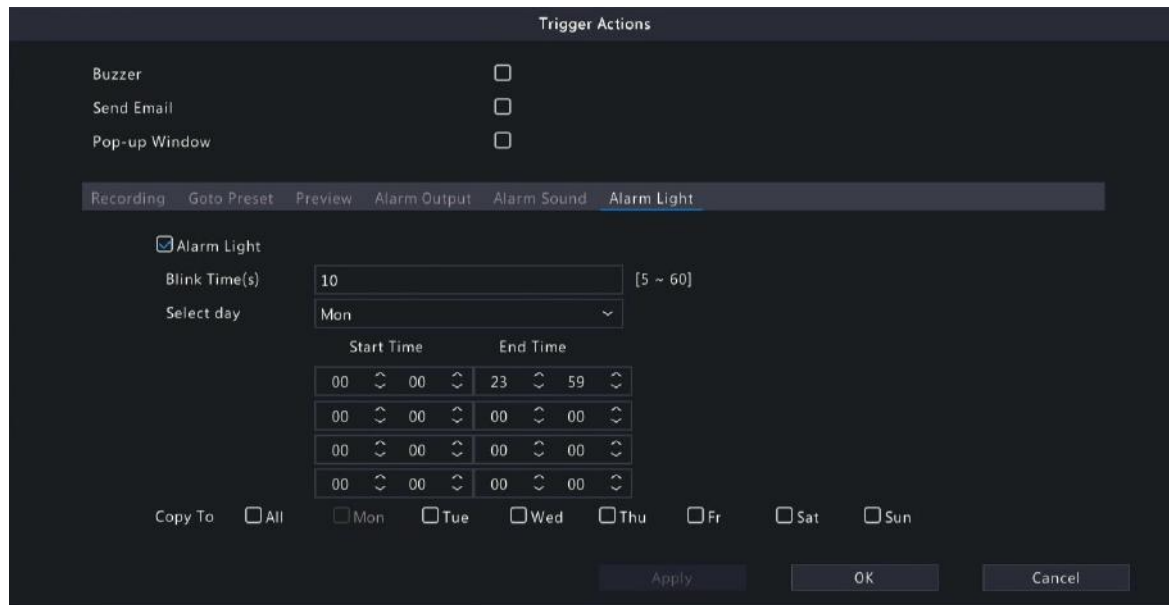 Trigger Actions
Buzzer
Send Email
Pop-up Window
Recording Goto Preset Preview Alarm Output Alarm Sound Alarm Light
Alarm Light
Blink Time(s) 10 [5 ~ 60]
Select day Mon
Start Time End Time
00 00 23 59
00 00 00 00
00 00 00 00
00 00 00 00
Copy To All Mon Tue Wed Thu Fr Sat Sun
Apply OK Cancel